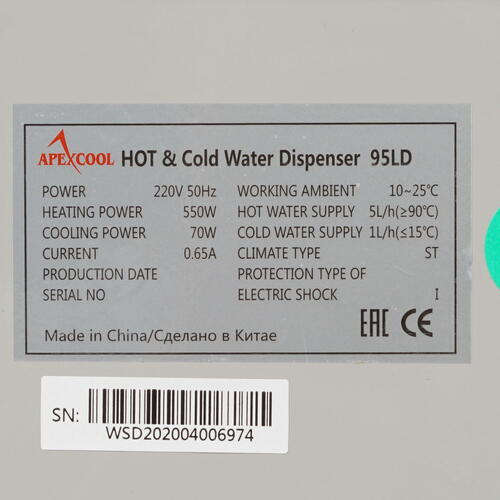 APEXCOOL HOT & Cold Water Dispenser 95LD
POWER 220V 50Hz WORKING AMBIENT 10~25℃
HEATING POWER 550W HOT WATER SUPPLY 5L/h(≥90℃)
COOLING POWER 70W COLD WATER SUPPLY 1L/h(≤15℃)
CURRENT 0.65A CLIMATE TYPE ST
PRODUCTION DATE PROTECTION TYPE OF
SERIAL NO ELECTRIC SHOCK I
Made in China/Сделано в Китае EAC CE
SN:
WSD202004006974